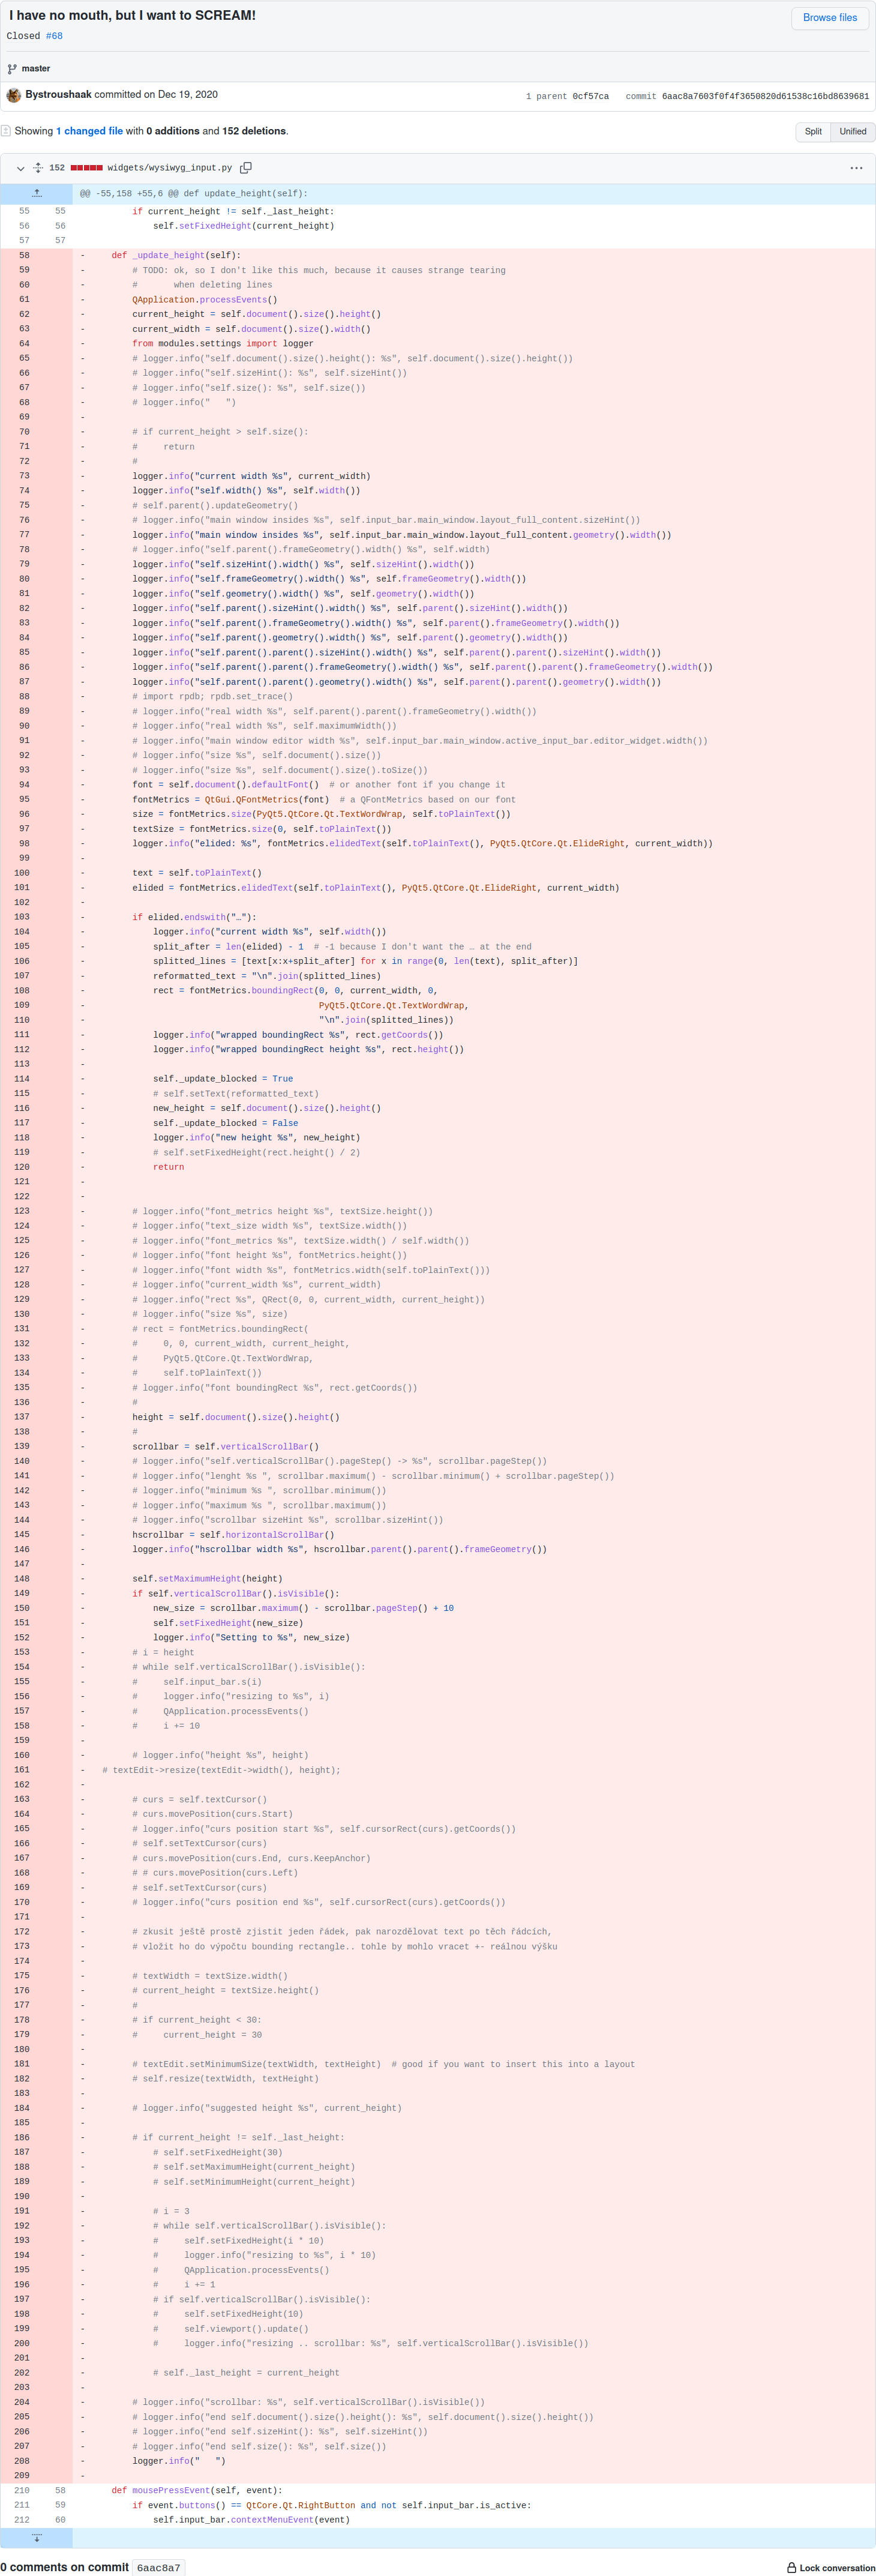 I have no mouth, but I want to SCREAM!
Browse files
Closed #68
master
Bystroushaak committed on Dec 19, 2020
1 parent 0cf57ca commit 6aac8a7603f0f4f3650820d61538c16bd8639681
Showing 1 changed file with 0 additions and 152 deletions.
Split Unified
152 widgets/wysiwyg_input.py
@@ -55,158 +55,6 @@ def update_height(self):
55 55 if current_height != self._last_height:
56 56 self.setFixedHeight(current_height)
57 57
58 - def _update_height(self):
59 - # TODO: ok, so I don't like this much, because it causes strange tearing
60 - # when deleting lines
61 - QApplication.processEvents()
62 - current_height = self.document().size().height()
63 - current_width = self.document().size().width()
64 - from modules.settings import logger
65 - # logger.info("self.document().size().height(): %s", self.document().size().height())
66 - # logger.info("self.sizeHint(): %s", self.sizeHint())
67 - # logger.info("self.size(): %s", self.size())
68 - # logger.info("   ")
69 -
70 - # if current_height > self.size():
71 - # return
72 - #
73 - logger.info("current width %s", current_width)
74 - logger.info("self.width() %s", self.width())
75 - # self.parent().updateGeometry()
76 - # logger.info("main window insides %s", self.input_bar.main_window.layout_full_content.sizeHint())
77 - logger.info("main window insides %s", self.input_bar.main_window.layout_full_content.geometry().width())
78 - # logger.info("self.parent().frameGeometry().width() %s", self.width)
79 - logger.info("self.sizeHint().width() %s", self.sizeHint().width())
80 - logger.info("self.frameGeometry().width() %s", self.frameGeometry().width())
81 - logger.info("self.geometry().width() %s", self.geometry().width())
82 - logger.info("self.parent().sizeHint().width() %s", self.parent().sizeHint().width())
83 - logger.info("self.parent().frameGeometry().width() %s", self.parent().frameGeometry().width())
84 - logger.info("self.parent().geometry().width() %s", self.parent().geometry().width())
85 - logger.info("self.parent().parent().sizeHint().width() %s", self.parent().parent().sizeHint().width())
86 - logger.info("self.parent().parent().frameGeometry().width() %s", self.parent().parent().frameGeometry().width())
87 - logger.info("self.parent().parent().geometry().width() %s", self.parent().parent().geometry().width())
88 - # import rpdb; rpdb.set_trace()
89 - # logger.info("real width %s", self.parent().parent().frameGeometry().width())
90 - # logger.info("real width %s", self.maximumWidth())
91 - # logger.info("main window editor width %s", self.input_bar.main_window.active_input_bar.editor_widget.width())
92 - # logger.info("size %s", self.document().size())
93 - # logger.info("size %s", self.document().size().toSize())
94 - font = self.document().defaultFont() # or another font if you change it
95 - fontMetrics = QtGui.QFontMetrics(font) # a QFontMetrics based on our font
96 - size = fontMetrics.size(PyQt5.QtCore.Qt.TextWordWrap, self.toPlainText())
97 - textSize = fontMetrics.size(0, self.toPlainText())
98 - logger.info("elided: %s", fontMetrics.elidedText(self.toPlainText(), PyQt5.QtCore.Qt.ElideRight, current_width))
99 -
100 - text = self.toPlainText()
101 - elided = fontMetrics.elidedText(self.toPlainText(), PyQt5.QtCore.Qt.ElideRight, current_width)
102 -
103 - if elided.endswith("…"):
104 - logger.info("current width %s", self.width())
105 - split_after = len(elided) - 1 # -1 because I don't want the … at the end
106 - splitted_lines = [text[x:x+split_after] for x in range(0, len(text), split_after)]
107 - reformatted_text = "\n".join(splitted_lines)
108 - rect = fontMetrics.boundingRect(0, 0, current_width, 0,
109 - PyQt5.QtCore.Qt.TextWordWrap,
110 - "\n".join(splitted_lines))
111 - logger.info("wrapped boundingRect %s", rect.getCoords())
112 - logger.info("wrapped boundingRect height %s", rect.height())
113 -
114 - self._update_blocked = True
115 - # self.setText(reformatted_text)
116 - new_height = self.document().size().height()
117 - self._update_blocked = False
118 - logger.info("new height %s", new_height)
119 - # self.setFixedHeight(rect.height() / 2)
120 - return
121 -
122 -
123 - # logger.info("font_metrics height %s", textSize.height())
124 - # logger.info("text_size width %s", textSize.width())
125 - # logger.info("font_metrics %s", textSize.width() / self.width())
126 - # logger.info("font height %s", fontMetrics.height())
127 - # logger.info("font width %s", fontMetrics.width(self.toPlainText()))
128 - # logger.info("current_width %s", current_width)
129 - # logger.info("rect %s", QRect(0, 0, current_width, current_height))
130 - # logger.info("size %s", size)
131 - # rect = fontMetrics.boundingRect(
132 - # 0, 0, current_width, current_height,
133 - # PyQt5.QtCore.Qt.TextWordWrap,
134 - # self.toPlainText())
135 - # logger.info("font boundingRect %s", rect.getCoords())
136 - #
137 - height = self.document().size().height()
138 - #
139 - scrollbar = self.verticalScrollBar()
140 - # logger.info("self.verticalScrollBar().pageStep() -> %s", scrollbar.pageStep())
141 - # logger.info("lenght %s ", scrollbar.maximum() - scrollbar.minimum() + scrollbar.pageStep())
142 - # logger.info("minimum %s ", scrollbar.minimum())
143 - # logger.info("maximum %s ", scrollbar.maximum())
144 - # logger.info("scrollbar sizeHint %s", scrollbar.sizeHint())
145 - hscrollbar = self.horizontalScrollBar()
146 - logger.info("hscrollbar width %s", hscrollbar.parent().parent().frameGeometry())
147 -
148 - self.setMaximumHeight(height)
149 - if self.verticalScrollBar().isVisible():
150 - new_size = scrollbar.maximum() - scrollbar.pageStep() + 10
151 - self.setFixedHeight(new_size)
152 - logger.info("Setting to %s", new_size)
153 - # i = height
154 - # while self.verticalScrollBar().isVisible():
155 - # self.input_bar.s(i)
156 - # logger.info("resizing to %s", i)
157 - # QApplication.processEvents()
158 - # i += 10
159 -
160 - # logger.info("height %s", height)
161 - # textEdit->resize(textEdit->width(), height);
162 -
163 - # curs = self.textCursor()
164 - # curs.movePosition(curs.Start)
165 - # logger.info("curs position start %s", self.cursorRect(curs).getCoords())
166 - # self.setTextCursor(curs)
167 - # curs.movePosition(curs.End, curs.KeepAnchor)
168 - # # curs.movePosition(curs.Left)
169 - # self.setTextCursor(curs)
170 - # logger.info("curs position end %s", self.cursorRect(curs).getCoords())
171 -
172 - # zkusit ještě prostě zjistit jeden řádek, pak narozdělovat text po těch řádcích,
173 - # vložit ho do výpočtu bounding rectangle.. tohle by mohlo vracet +- reálnou výšku
174 -
175 - # textWidth = textSize.width()
176 - # current_height = textSize.height()
177 - #
178 - # if current_height < 30:
179 - # current_height = 30
180 -
181 - # textEdit.setMinimumSize(textWidth, textHeight) # good if you want to insert this into a layout
182 - # self.resize(textWidth, textHeight)
183 -
184 - # logger.info("suggested height %s", current_height)
185 -
186 - # if current_height != self._last_height:
187 - # self.setFixedHeight(30)
188 - # self.setMaximumHeight(current_height)
189 - # self.setMinimumHeight(current_height)
190 -
191 - # i = 3
192 - # while self.verticalScrollBar().isVisible():
193 - # self.setFixedHeight(i * 10)
194 - # logger.info("resizing to %s", i * 10)
195 - # QApplication.processEvents()
196 - # i += 1
197 - # if self.verticalScrollBar().isVisible():
198 - # self.setFixedHeight(10)
199 - # self.viewport().update()
200 - # logger.info("resizing .. scrollbar: %s", self.verticalScrollBar().isVisible())
201 -
202 - # self._last_height = current_height
203 -
204 - # logger.info("scrollbar: %s", self.verticalScrollBar().isVisible())
205 - # logger.info("end self.document().size().height(): %s", self.document().size().height())
206 - # logger.info("end self.sizeHint(): %s", self.sizeHint())
207 - # logger.info("end self.size(): %s", self.size())
208 - logger.info("   ")
209 -
210 58 def mousePressEvent(self, event):
211 59 if event.buttons() == QtCore.Qt.RightButton and not self.input_bar.is_active:
212 60 self.input_bar.contextMenuEvent(event)
0 comments on commit 6aac8a7
Lock conversation